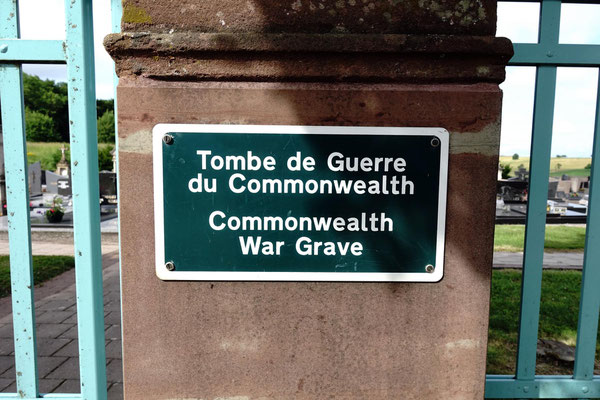 Tombe de Guerre
du Commonwealth
Commonwealth
War Grave